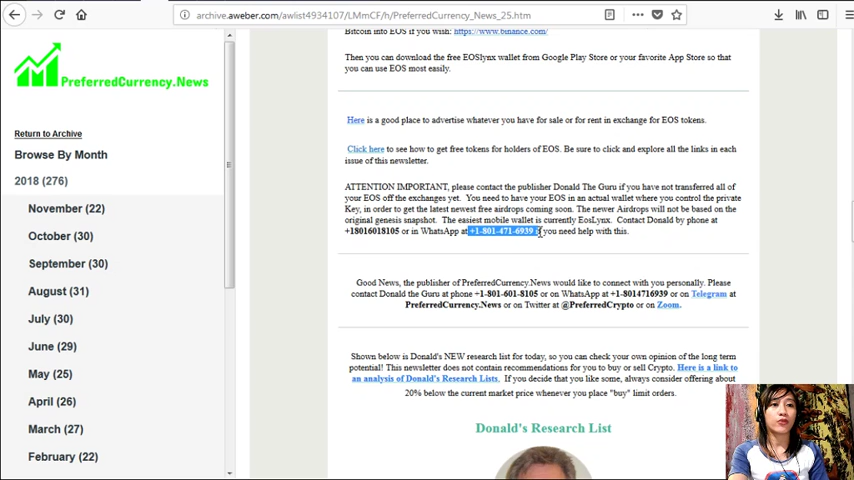 archive.aweber.com/awlist4934107/LMmCF/h/PreferredCurrency_News_25.htm
PreferredCurrency.News
Return to Archive
Browse By Month
2018 (276)
November (22)
October (30)
September (30)
August (31)
July (30)
June (29)
May (25)
April (26)
March (27)
February (22)
Bitcoin into EOS if you wish: https://www.binance.com/
Then you can download the free EOSlynx wallet from Google Play Store or your favorite App Store so that
you can use EOS most easily.
Here is a good place to advertise whatever you have for sale or for rent in exchange for EOS tokens.
Click here to see how to get free tokens for holders of EOS. Be sure to click and explore all the links in each
issue of this newsletter.
ATTENTION IMPORTANT, please contact the publisher Donald The Guru if you have not transferred all of
your EOS off the exchanges yet. You need to have your EOS in an actual wallet where you control the private
Key, in order to get the latest newest free airdrops coming soon. The newer Airdrops will not be based on the
original genesis snapshot. The easiest mobile wallet is currently EosLynx. Contact Donald by phone at
+18016018105 or in WhatsApp at +1-801-471-6939 if you need help with this.
Good News, the publisher of PreferredCurrency.News would like to connect with you personally. Please
contact Donald the Guru at phone +1-801-601-8105 or on WhatsApp at +1-8014716939 or on Telegram at
PreferredCurrency.News or on Twitter at @PreferredCrypto or on Zoom.
Shown below is Donald's NEW research list for today, so you can check your own opinion of the long term
potential! This newsletter does not contain recommendations for you to buy or sell Crypto. Here is a link to
an analysis of Donald's Research Lists. If you decide that you like some, always consider offering about
20% below the current market price whenever you place "buy" limit orders.
Donald's Research List